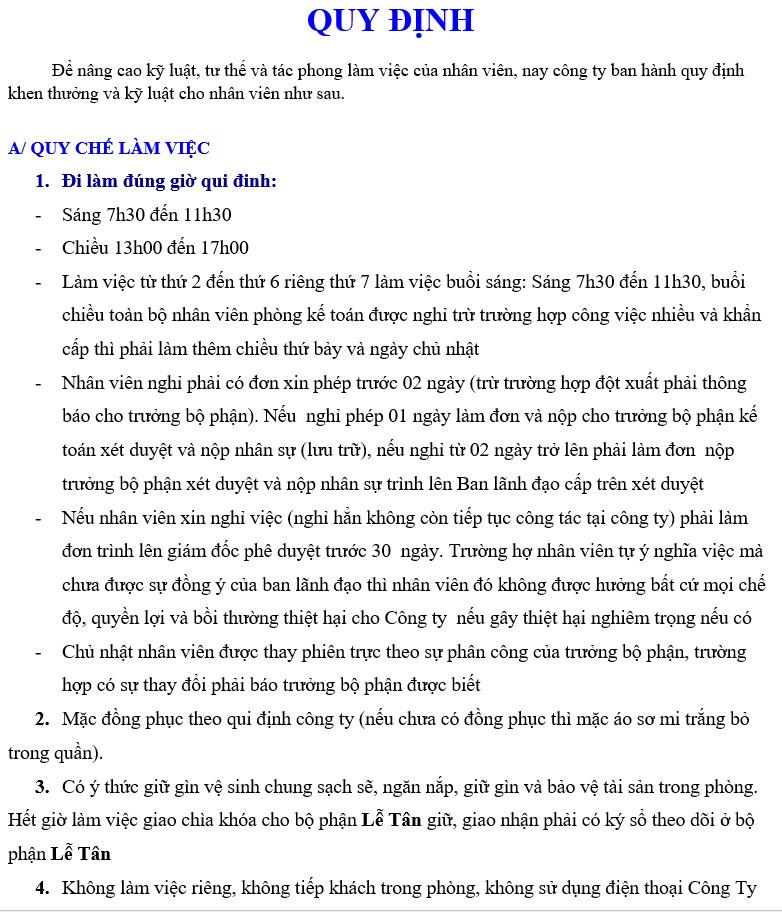 QUY ĐỊNH
Để nâng cao kỹ luật, tư thế và tác phong làm việc của nhân viên, nay công ty ban hành quy định
khen thưởng và kỹ luật cho nhân viên như sau.
A/ QUY CHẾ LÀM VIỆC
1. Đi làm đúng giờ qui đinh:
- Sáng 7h30 đến 11h30
- Chiều 13h00 đến 17h00
- Làm việc từ thứ 2 đến thứ 6 riêng thứ 7 làm việc buổi sáng: Sáng 7h30 đến 11h30, buổi
chiều toàn bộ nhân viên phòng kế toán được nghỉ trừ trường hợp công việc nhiều và khẩn
cấp thì phải làm thêm chiều thứ bảy và ngày chủ nhật
- Nhân viên nghỉ phải có đơn xin phép trước 02 ngày (trừ trường hợp đột xuất phải thông
báo cho trưởng bộ phận). Nếu nghỉ phép 01 ngày làm đơn và nộp cho trưởng bộ phận kế
toán xét duyệt và nộp nhân sự (lưu trữ), nếu nghỉ từ 02 ngày trở lên phải làm đơn nộp
trưởng bộ phận xét duyệt và nộp nhân sự trình lên Ban lãnh đạo cấp trên xét duyệt
- Nếu nhân viên xin nghỉ việc (nghỉ hẳn không còn tiếp tục công tác tại công ty) phải làm
đơn trình lên giám đốc phê duyệt trước 30 ngày. Trường hợ nhân viên tự ý nghĩa việc mà
chưa được sự đồng ý của ban lãnh đạo thì nhân viên đó không được hưởng bất cứ mọi chế
độ, quyền lợi và bồi thường thiệt hại cho Công ty nếu gây thiệt hại nghiêm trọng nếu có
- Chủ nhật nhân viên được thay phiên trực theo sự phân công của trưởng bộ phận, trường
hợp có sự thay đổi phải báo trưởng bộ phận được biết
2. Mặc đồng phục theo qui định công ty (nếu chưa có đồng phục thì mặc áo sơ mi trắng bỏ
trong quần).
3. Có ý thức giữ gìn vệ sinh chung sạch sẽ, ngăn nắp, giữ gìn và bảo vệ tài sản trong phòng.
Hết giờ làm việc giao chìa khóa cho bộ phận Lễ Tân giữ, giao nhận phải có ký sổ theo dõi ở bộ
phận Lễ Tân
4. Không làm việc riêng, không tiếp khách trong phòng, không sử dụng điện thoại Công Ty